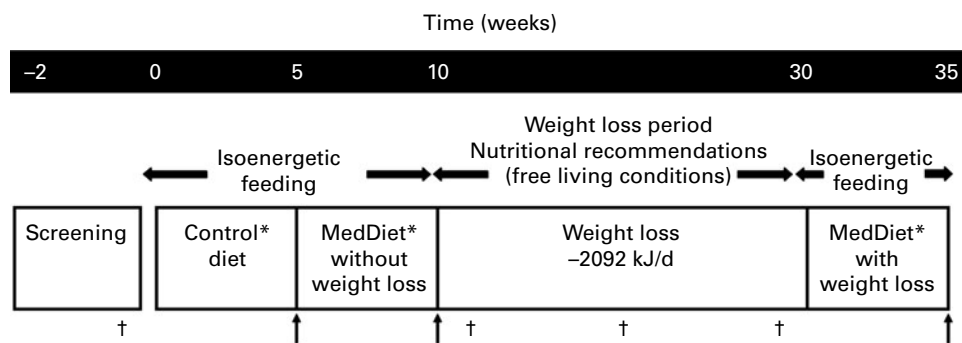 Time (weeks)
–2 0 5 10 30 35
Weight loss period
Nutritional recommendations
(free living conditions)
Isoenergetic
feeding
Isoenergetic
feeding
Screening
Control*
diet
MedDiet*
without
weight loss
Weight loss
–2092 kJ/d
MedDiet*
with
weight loss
† † † †